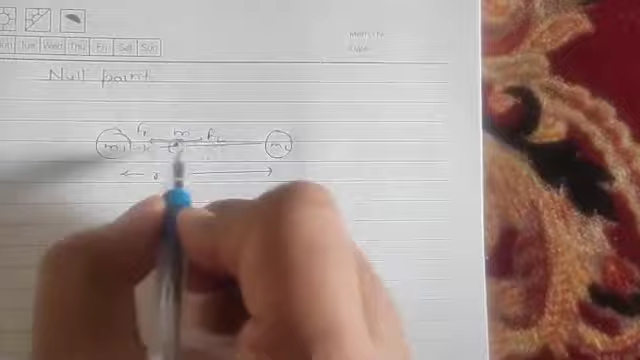 Mon Tue Wed Thu Fri Sat Sun
Null point
F₁ m F₂
m₁ x m₂
r